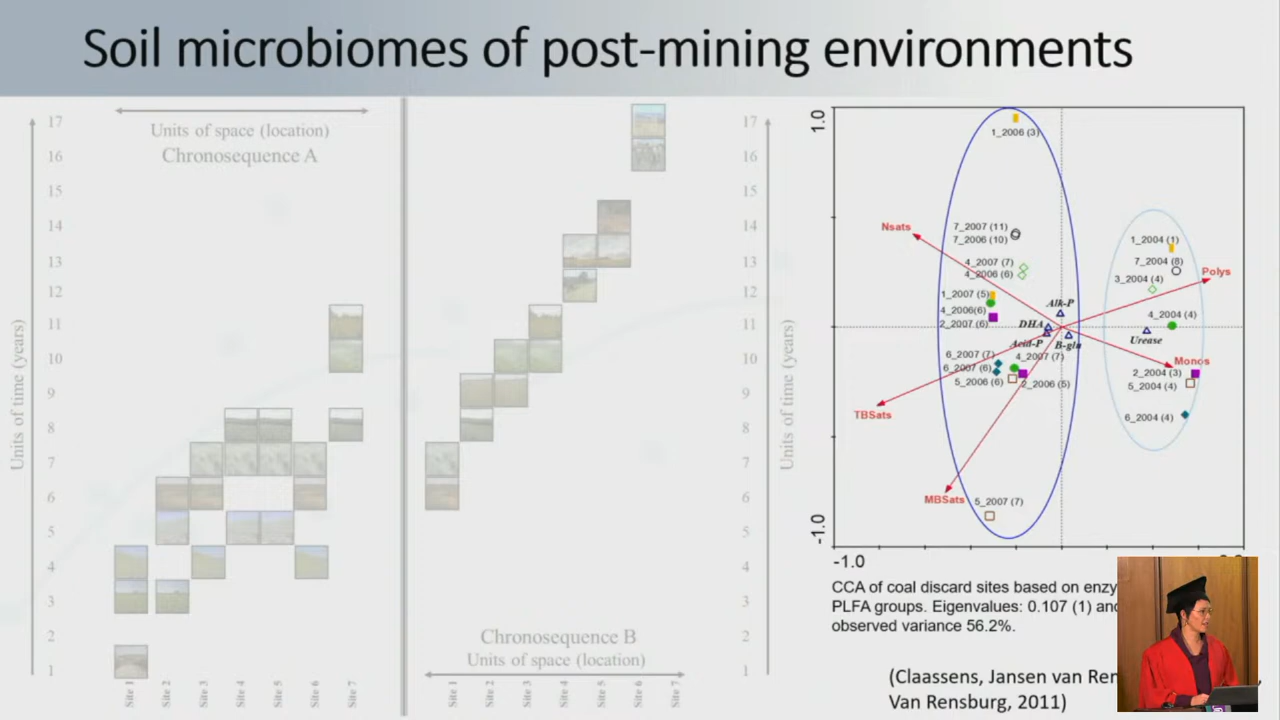 Soil microbiomes of post-mining environments
Units of space (location)
Chronosequence A
Units of time (years)
17
16
15
14
13
12
11
10
9
8
7
6
5
4
3
2
1
Site 1
Site 2
Site 3
Site 4
Site 5
Site 6
Site 7
Chronosequence B
Units of space (location)
Site 1
Site 2
Site 3
Site 4
Site 5
Site 6
Site 7
17
16
15
14
13
12
11
10
9
8
7
6
5
4
3
2
1
Units of time (years)
1.0
-1.0
1_2006 (3)
Nsats
7_2007 (11)
7_2006 (10)
4_2007 (7)
4_2006 (6)
1_2007 (5)
4_2006(6)
2_2007 (6)
Alk-P
DHA
Acid-P
B-glu
6_2007 (7)
4_2007 (7)
6_2007 (6)
5_2006 (6)
2_2006 (5)
TBSats
MBSats
5_2007 (7)
1_2004 (1)
7_2004 (8)
Polys
3_2004 (4)
4_2004 (4)
Urease
Monos
2_2004 (3)
5_2004 (4)
6_2004 (4)
-1.0
CCA of coal discard sites based on enzy
PLFA groups. Eigenvalues: 0.107 (1) and
observed variance 56.2%.
(Claassens, Jansen van Ren
Van Rensburg, 2011)